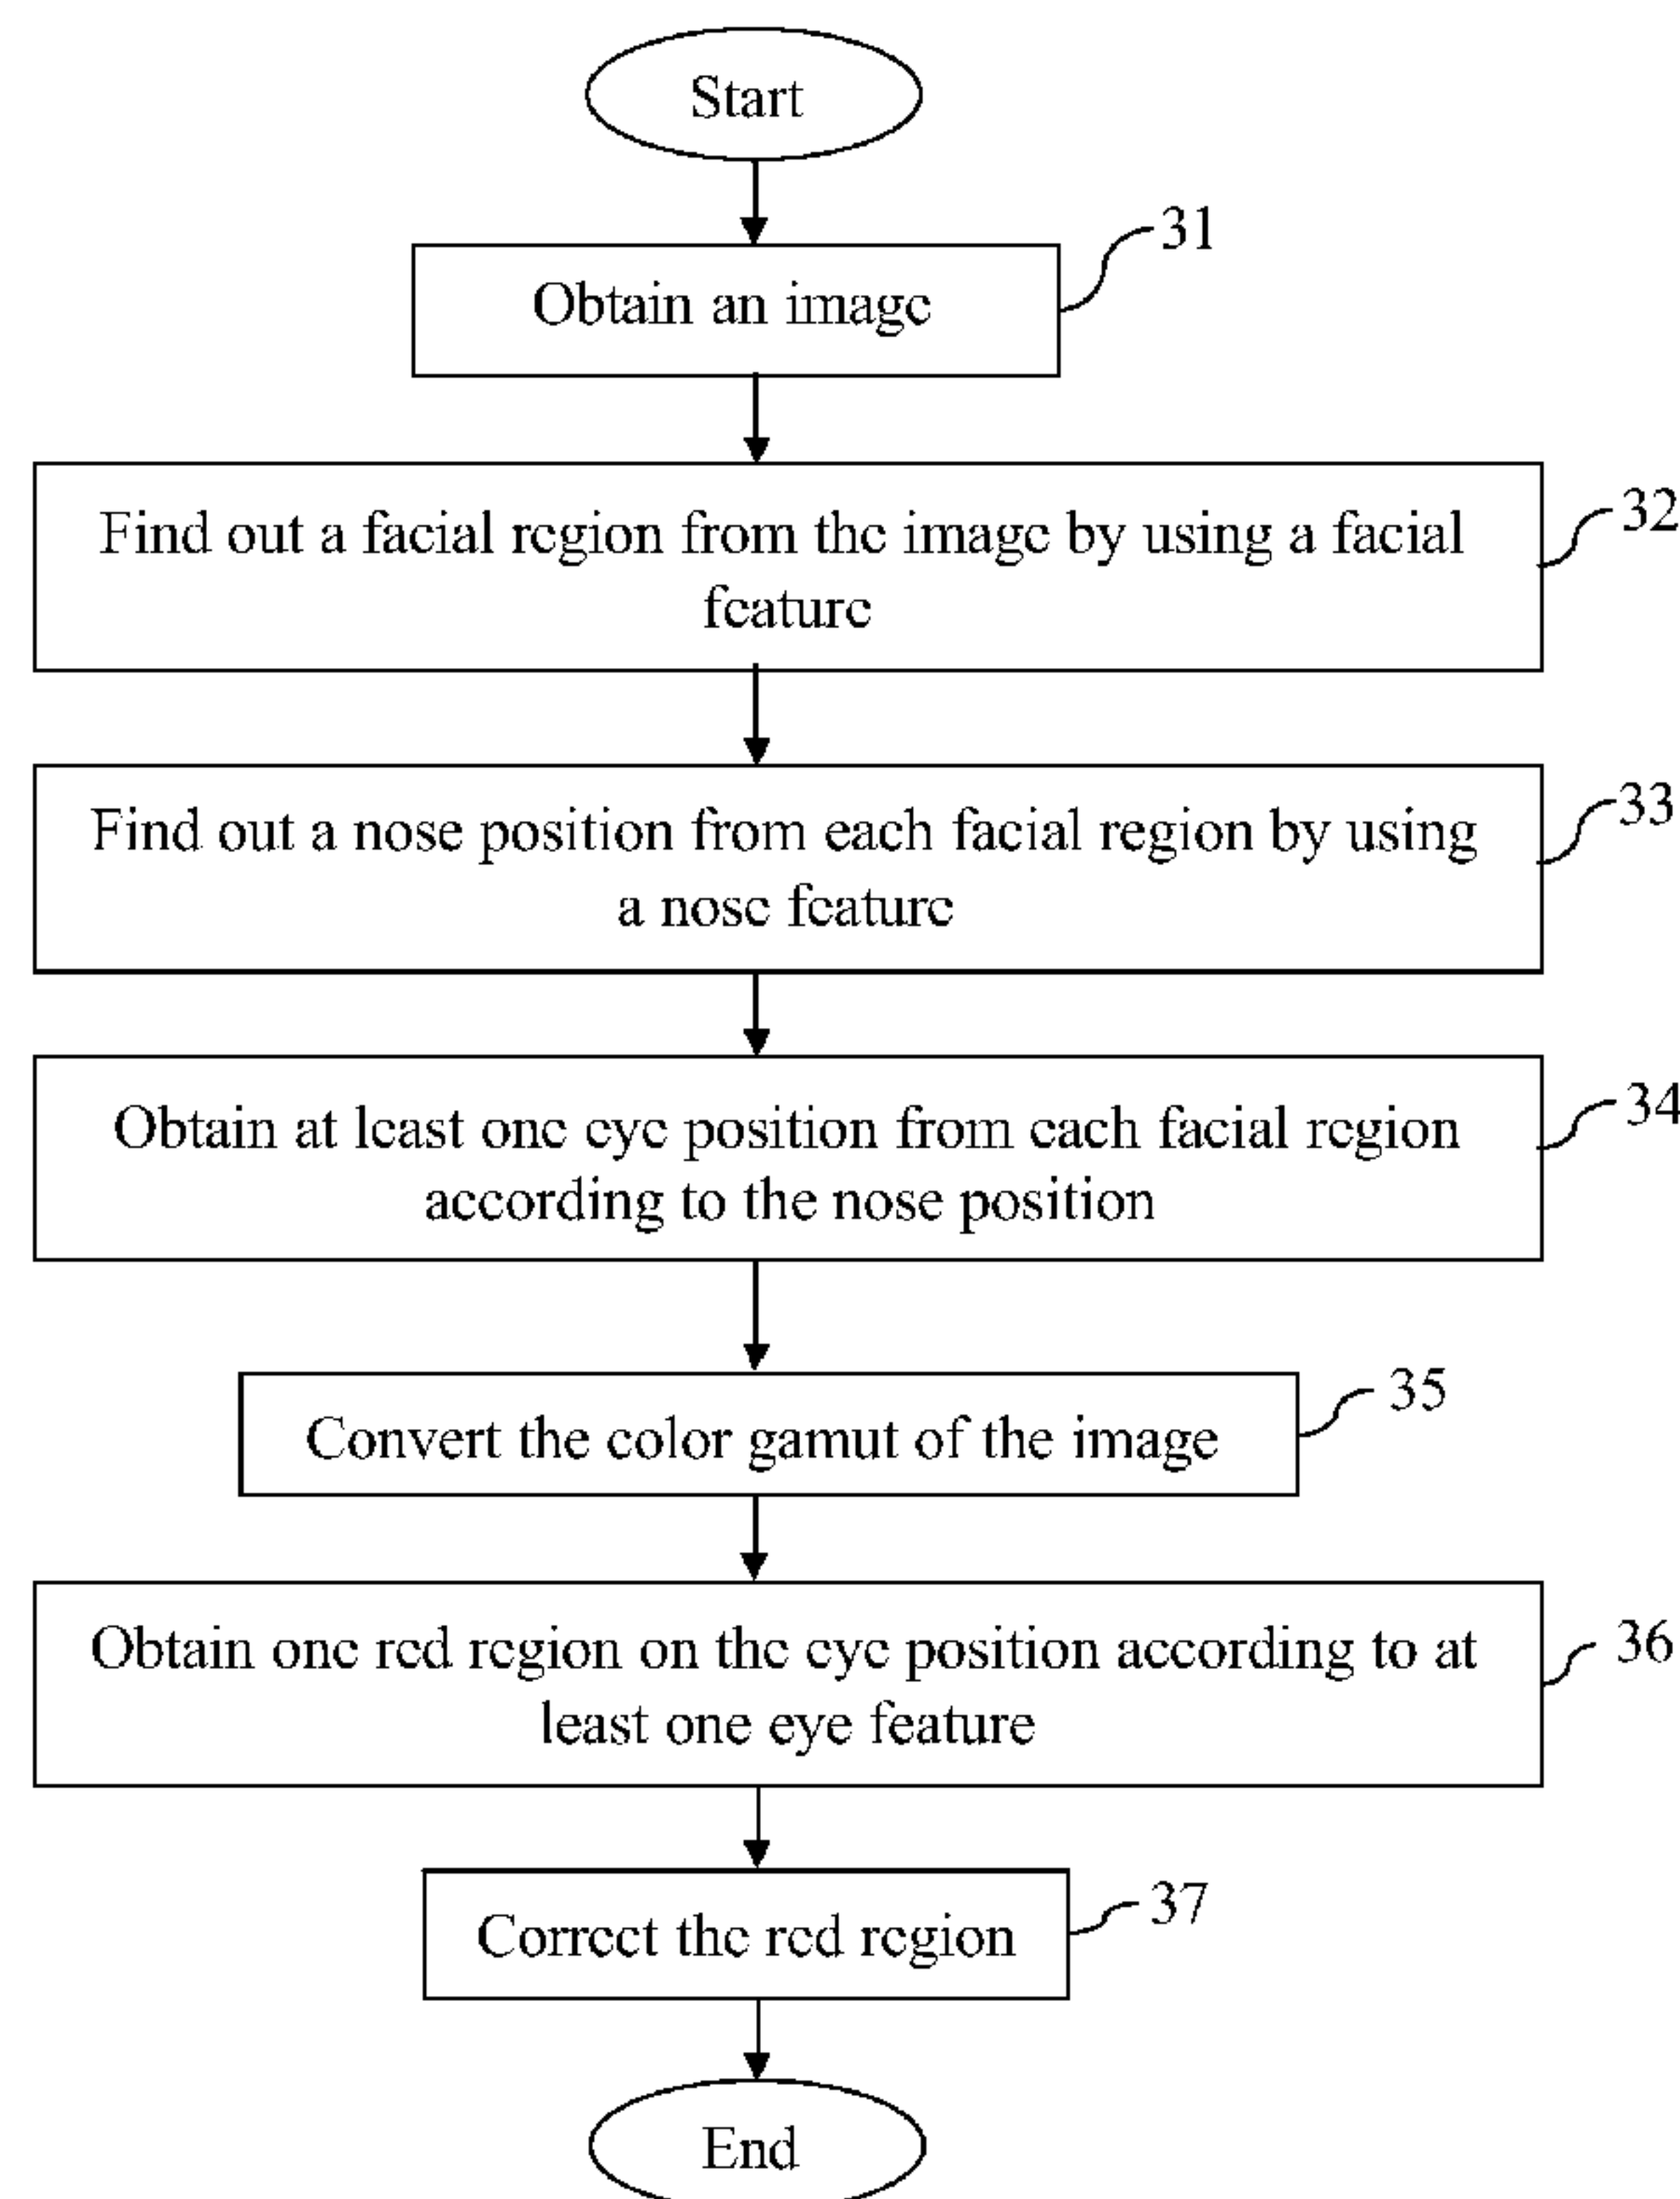 Start
31
Obtain an image
32
Find out a facial region from the image by using a facial
feature
33
Find out a nose position from each facial region by using
a nose feature
34
Obtain at least one eye position from each facial region
according to the nose position
35
Convert the color gamut of the image
36
Obtain one red region on the eye position according to at
least one eye feature
37
Correct the red region
End